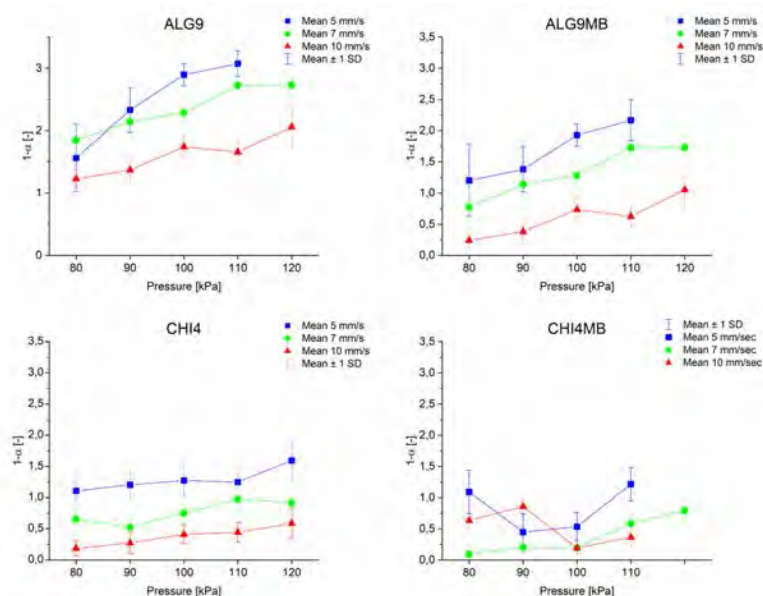 ALG9
Mean 5 mm/s
Mean 7 mm/s
Mean 10 mm/s
Mean ± 1 SD
1-α [-]
3
2
1
0
80 90 100 110 120
Pressure [kPa]
ALG9MB
Mean 5 mm/s
Mean 7 mm/s
Mean 10 mm/s
Mean ± 1 SD
1-α [-]
3,5
3,0
2,5
2,0
1,5
1,0
0,5
0,0
80 90 100 110 120
Pressure [kPa]
CHI4
Mean 5 mm/s
Mean 7 mm/s
Mean 10 mm/s
Mean ± 1 SD
1-α [-]
3,5
3,0
2,5
2,0
1,5
1,0
0,5
0,0
80 90 100 110 120
Pressure [kPa]
CHI4MB
Mean ± 1 SD
Mean 5 mm/sec
Mean 7 mm/sec
Mean 10 mm/sec
1-α [-]
3,5
3,0
2,5
2,0
1,5
1,0
0,5
0,0
80 90 100 110
Pressure [kPa]